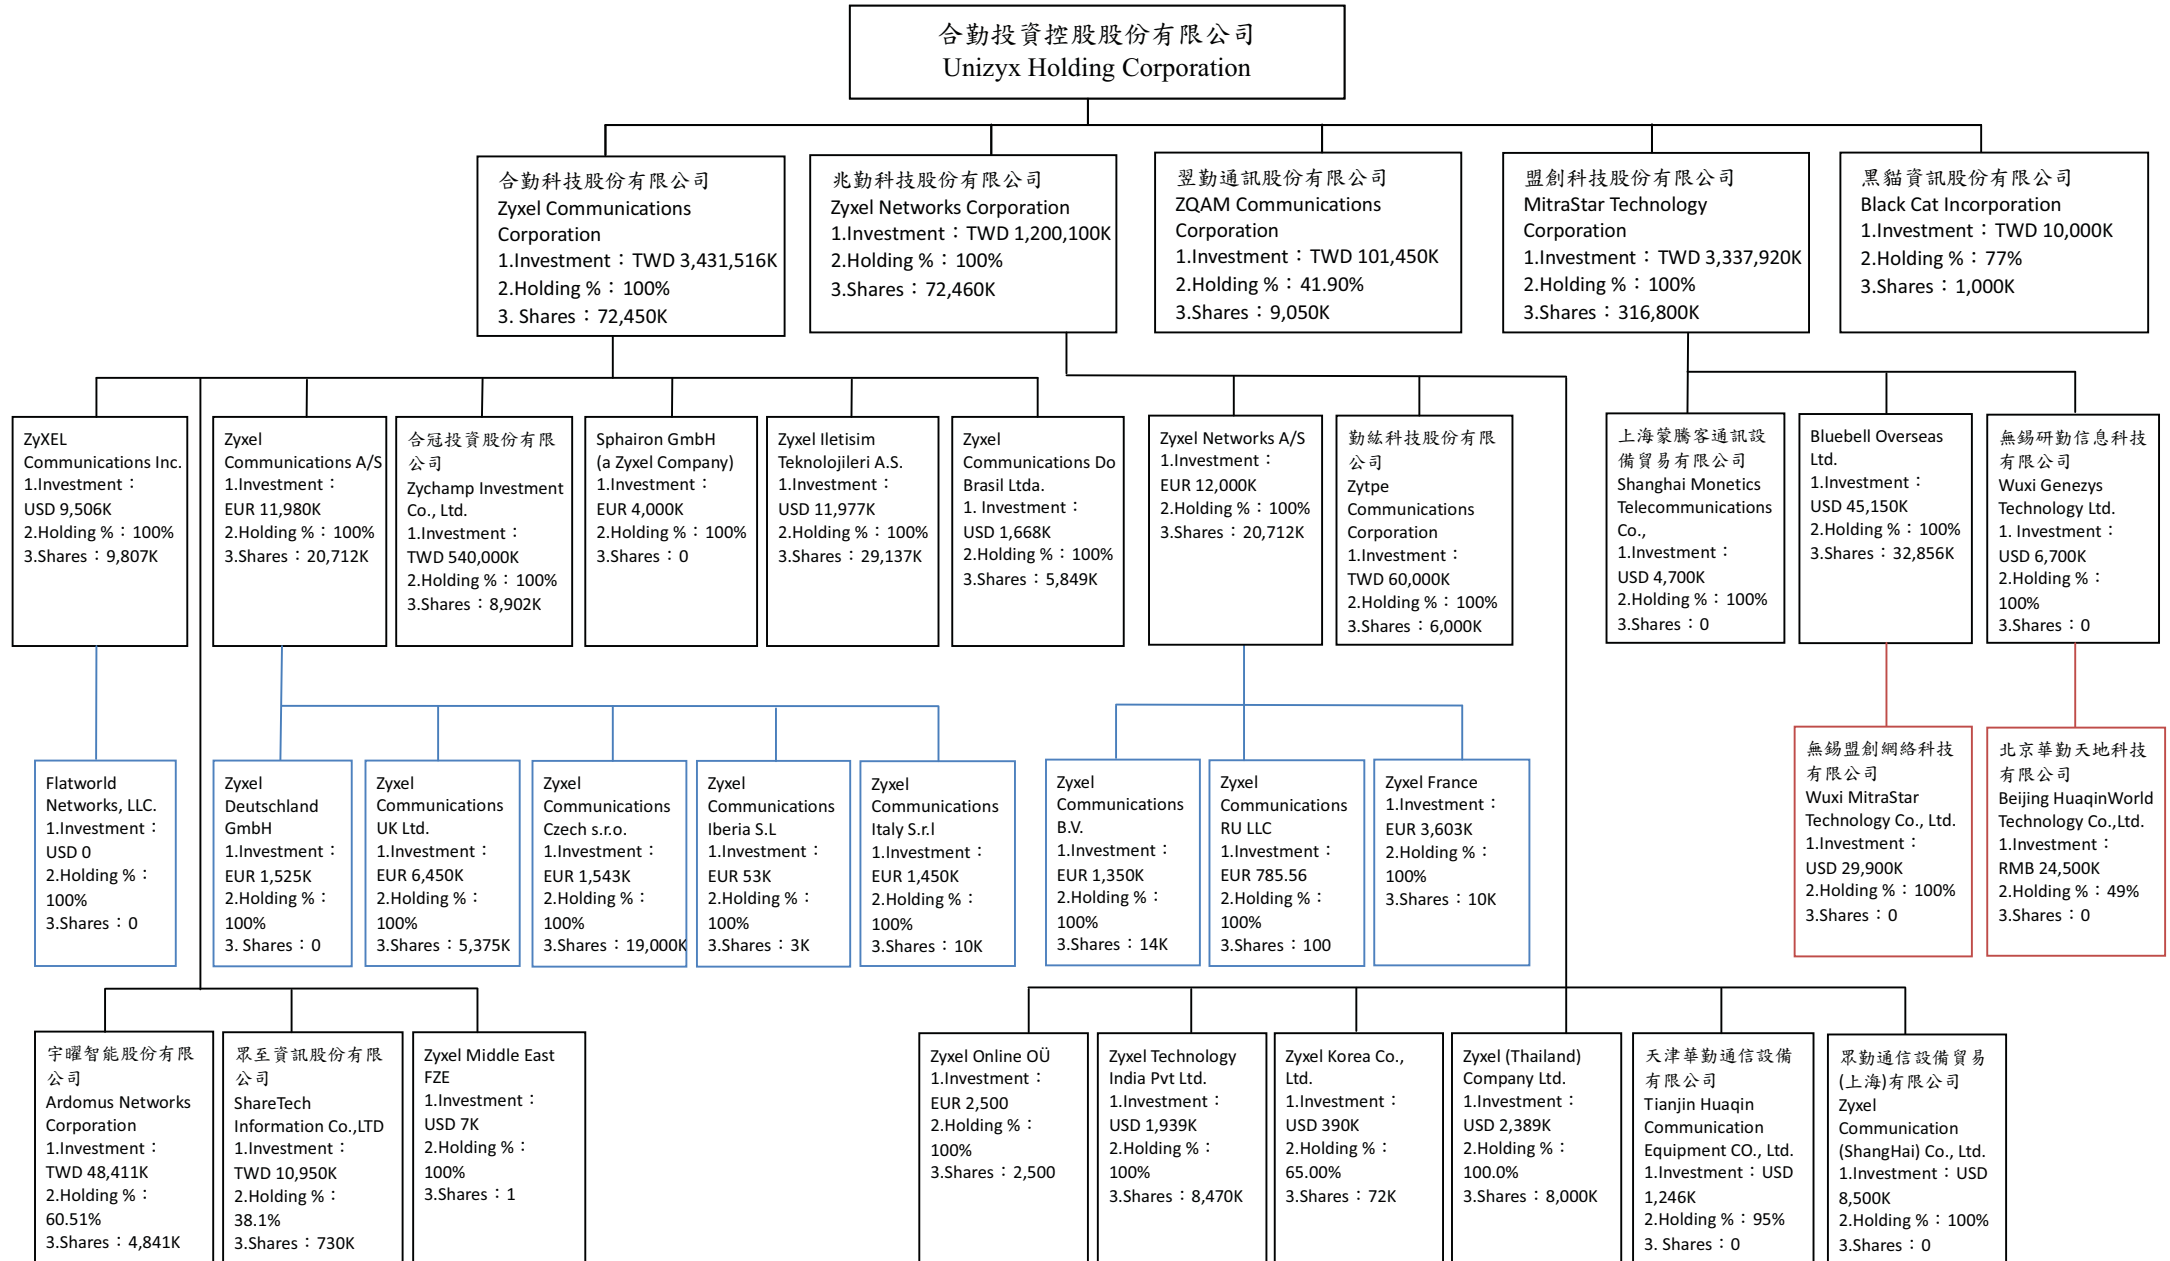 合勤投資控股股份有限公司
Unizyx Holding Corporation
合勤科技股份有限公司
Zyxel Communications
Corporation
1.Investment：TWD 3,431,516K
2.Holding %：100%
3. Shares：72,450K
兆勤科技股份有限公司
Zyxel Networks Corporation
1.Investment：TWD 1,200,100K
2.Holding %：100%
3.Shares：72,460K
翌勤通訊股份有限公司
ZQAM Communications
Corporation
1.Investment：TWD 101,450K
2.Holding %：41.90%
3.Shares：9,050K
盟創科技股份有限公司
MitraStar Technology
Corporation
1.Investment：TWD 3,337,920K
2.Holding %：100%
3.Shares：316,800K
黑貓資訊股份有限公司
Black Cat Incorporation
1.Investment：TWD 10,000K
2.Holding %：77%
3.Shares：1,000K
ZyXEL
Communications Inc.
1.Investment：
USD 9,506K
2.Holding %：100%
3.Shares：9,807K
Zyxel
Communications A/S
1.Investment：
EUR 11,980K
2.Holding %：100%
3.Shares：20,712K
合冠投資股份有限
公司
Zychamp Investment
Co., Ltd.
1.Investment：
TWD 540,000K
2.Holding %：100%
3.Shares：8,902K
Sphairon GmbH
(a Zyxel Company)
1.Investment：
EUR 4,000K
2.Holding %：100%
3.Shares：0
Zyxel Iletisim
Teknolojileri A.S.
1.Investment：
USD 11,977K
2.Holding %：100%
3.Shares：29,137K
Zyxel
Communications Do
Brasil Ltda.
1. Investment：
USD 1,668K
2.Holding %：100%
3.Shares：5,849K
Zyxel Networks A/S
1.Investment：
EUR 12,000K
2.Holding %：100%
3.Shares：20,712K
勤紘科技股份有限
公司
Zytpe
Communications
Corporation
1.Investment：
TWD 60,000K
2.Holding %：100%
3.Shares：6,000K
上海蒙騰客通訊設
備貿易有限公司
Shanghai Monetics
Telecommunications
Co.,
1.Investment：
USD 4,700K
2.Holding %：100%
3.Shares：0
Bluebell Overseas
Ltd.
1.Investment：
USD 45,150K
2.Holding %：100%
3.Shares：32,856K
無錫研勤信息科技
有限公司
Wuxi Genezys
Technology Ltd.
1. Investment：
USD 6,700K
2.Holding %：
100%
3.Shares：0
Flatworld
Networks, LLC.
1.Investment：
USD 0
2.Holding %：
100%
3.Shares：0
Zyxel
Deutschland
GmbH
1.Investment：
EUR 1,525K
2.Holding %：
100%
3. Shares：0
Zyxel
Communications
UK Ltd.
1.Investment：
EUR 6,450K
2.Holding %：
100%
3.Shares：5,375K
Zyxel
Communications
Czech s.r.o.
1.Investment：
EUR 1,543K
2.Holding %：
100%
3.Shares：19,000K
Zyxel
Communications
Iberia S.L
1.Investment：
EUR 53K
2.Holding %：
100%
3.Shares：3K
Zyxel
Communications
Italy S.r.l
1.Investment：
EUR 1,450K
2.Holding %：
100%
3.Shares：10K
Zyxel
Communications
B.V.
1.Investment：
EUR 1,350K
2.Holding %：
100%
3.Shares：14K
Zyxel
Communications
RU LLC
1.Investment：
EUR 785.56
2.Holding %：
100%
3.Shares：100
Zyxel France
1.Investment：
EUR 3,603K
2.Holding %：
100%
3.Shares：10K
無錫盟創網絡科技
有限公司
Wuxi MitraStar
Technology Co., Ltd.
1.Investment：
USD 29,900K
2.Holding %：100%
3.Shares：0
北京華勤天地科技
有限公司
Beijing HuaqinWorld
Technology Co.,Ltd.
1.Investment：
RMB 24,500K
2.Holding %：49%
3.Shares：0
宇曜智能股份有限
公司
Ardomus Networks
Corporation
1.Investment：
TWD 48,411K
2.Holding %：
60.51%
3.Shares：4,841K
眾至資訊股份有限
公司
ShareTech
Information Co.,LTD
1.Investment：
TWD 10,950K
2.Holding %：
38.1%
3.Shares：730K
Zyxel Middle East
FZE
1.Investment：
USD 7K
2.Holding %：
100%
3.Shares：1
Zyxel Online OÜ
1.Investment：
EUR 2,500
2.Holding %：
100%
3.Shares：2,500
Zyxel Technology
India Pvt Ltd.
1.Investment：
USD 1,939K
2.Holding %：
100%
3.Shares：8,470K
Zyxel Korea Co.,
Ltd.
1.Investment：
USD 390K
2.Holding %：
65.00%
3.Shares：72K
Zyxel (Thailand)
Company Ltd.
1.Investment：
USD 2,389K
2.Holding %：
100.0%
3.Shares：8,000K
天津華勤通信設備
有限公司
Tianjin Huaqin
Communication
Equipment CO., Ltd.
1.Investment：USD
1,246K
2.Holding %：95%
3. Shares：0
眾勤通信設備貿易
(上海)有限公司
Zyxel
Communication
(ShangHai) Co., Ltd.
1.Investment：USD
8,500K
2.Holding %：100%
3.Shares：0